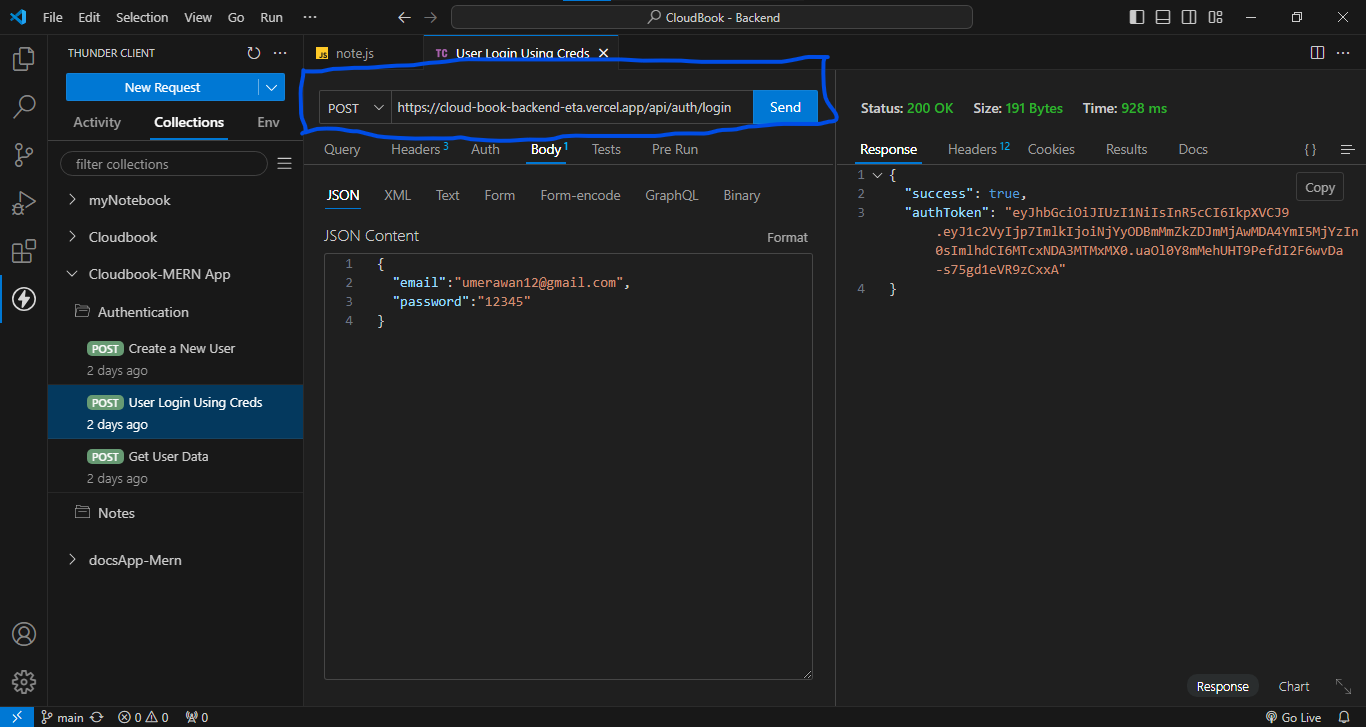 File Edit Selection View Go Run ··· CloudBook - Backend
THUNDER CLIENT
New Request
Activity Collections Env
filter collections
myNotebook
Cloudbook
Cloudbook-MERN App
Authentication
POST Create a New User
2 days ago
POST User Login Using Creds
2 days ago
POST Get User Data
2 days ago
Notes
docsApp-Mern
JS note.js TC User Login Using Creds
POST https://cloud-book-backend-eta.vercel.app/api/auth/login Send
Query Headers 3 Auth Body 1 Tests Pre Run
JSON XML Text Form Form-encode GraphQL Binary
JSON Content Format
1 {
2 "email":"umerawan12@gmail.com",
3 "password":"12345"
4 }
Status: 200 OK Size: 191 Bytes Time: 928 ms
Response Headers 12 Cookies Results Docs { }
Copy
1 {
2 "success": true,
3 "authToken": "eyJhbGciOiJIUzI1NiIsInR5cCI6IkpXVCJ9
.eyJ1c2VyIjp7ImlkIjoiNjYyODBmMmZkZDJmMjAwMDA4YmI5MjYzIn
0sImlhdCI6MTcxNDA3MTMxMX0.uaOl0Y8mMehUHT9PefdI2F6wvDa
-s75gd1eVR9zCxxA"
4 }
Response Chart
main 0 0 0 Go Live